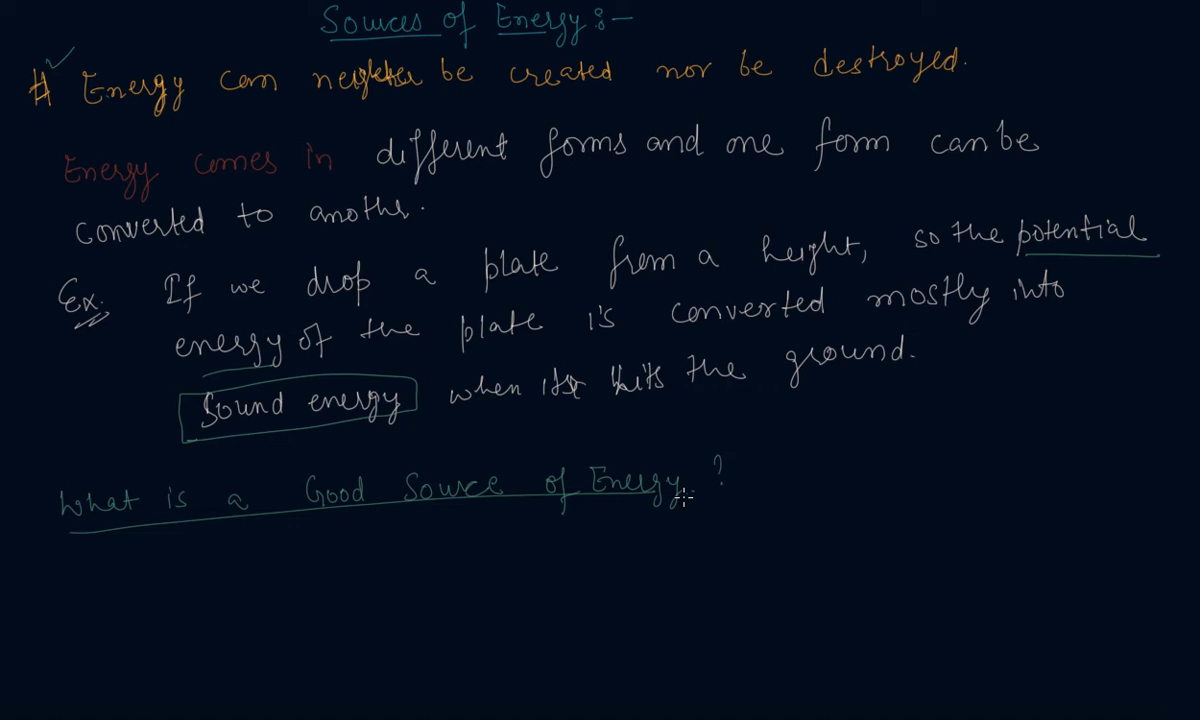 Sources of Energy:-
# Energy can neither be created nor be destroyed.
Energy comes in different forms and one form can be
converted to another.
Ex. If we drop a plate from a height, so the potential
energy of the plate is converted mostly into
Sound energy when it hits the ground.
What is a Good Source of Energy ?